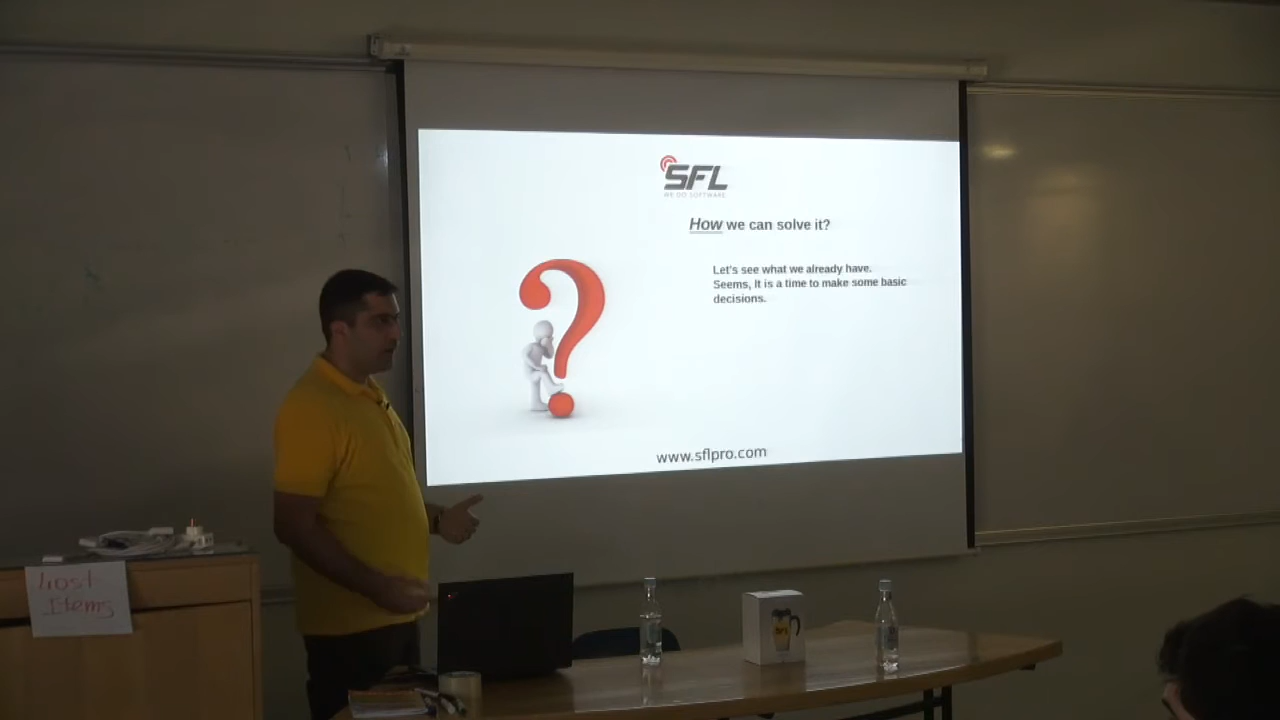 SFL
WE DO SOFTWARE
How we can solve it?
Let's see what we already have.
Seems, It is a time to make some basic
decisions.
www.sflpro.com
Lost
Items